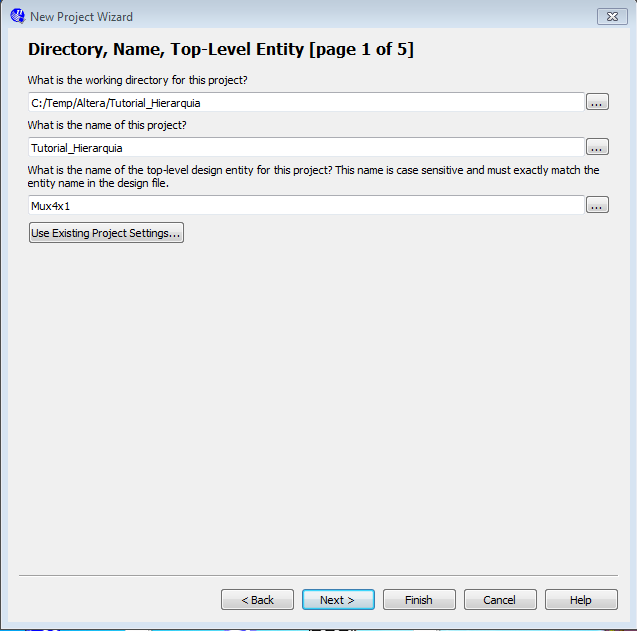 New Project Wizard
Directory, Name, Top-Level Entity [page 1 of 5]
What is the working directory for this project?
C:/Temp/Altera/Tutorial_Hierarquia
...
What is the name of this project?
Tutorial_Hierarquia
...
What is the name of the top-level design entity for this project? This name is case sensitive and must exactly match the
entity name in the design file.
Mux4x1
...
Use Existing Project Settings...
< Back
Next >
Finish
Cancel
Help